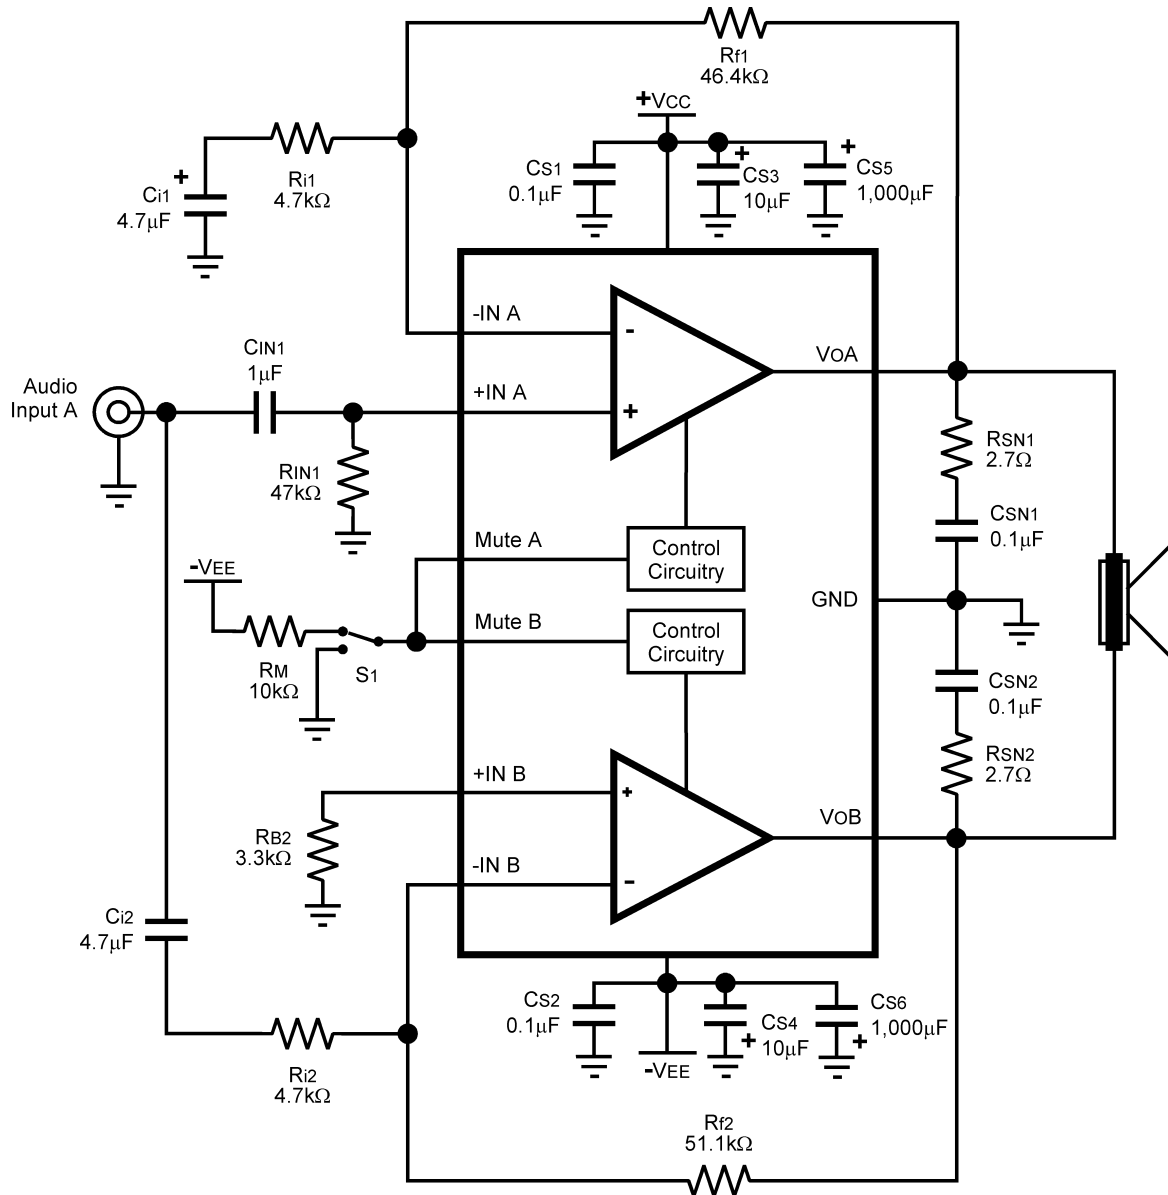 Rf1
46.4kΩ
+VCC
Ri1
4.7kΩ
+
Ci1
4.7µF
CS1
0.1µF
+
CS3
10µF
+
CS5
1,000µF
-IN A
-
VOA
CIN1
1µF
Audio
Input A
+IN A
+
RIN1
47kΩ
RSN1
2.7Ω
CSN1
0.1µF
Mute A
Control
Circuitry
-VEE
GND
Mute B
Control
Circuitry
RM
10kΩ
S1
CSN2
0.1µF
RSN2
2.7Ω
+IN B
+
VOB
RB2
3.3kΩ
-IN B
-
Ci2
4.7µF
CS2
0.1µF
CS4
+
10µF
CS6
1,000µF
+
-VEE
Ri2
4.7kΩ
Rf2
51.1kΩ